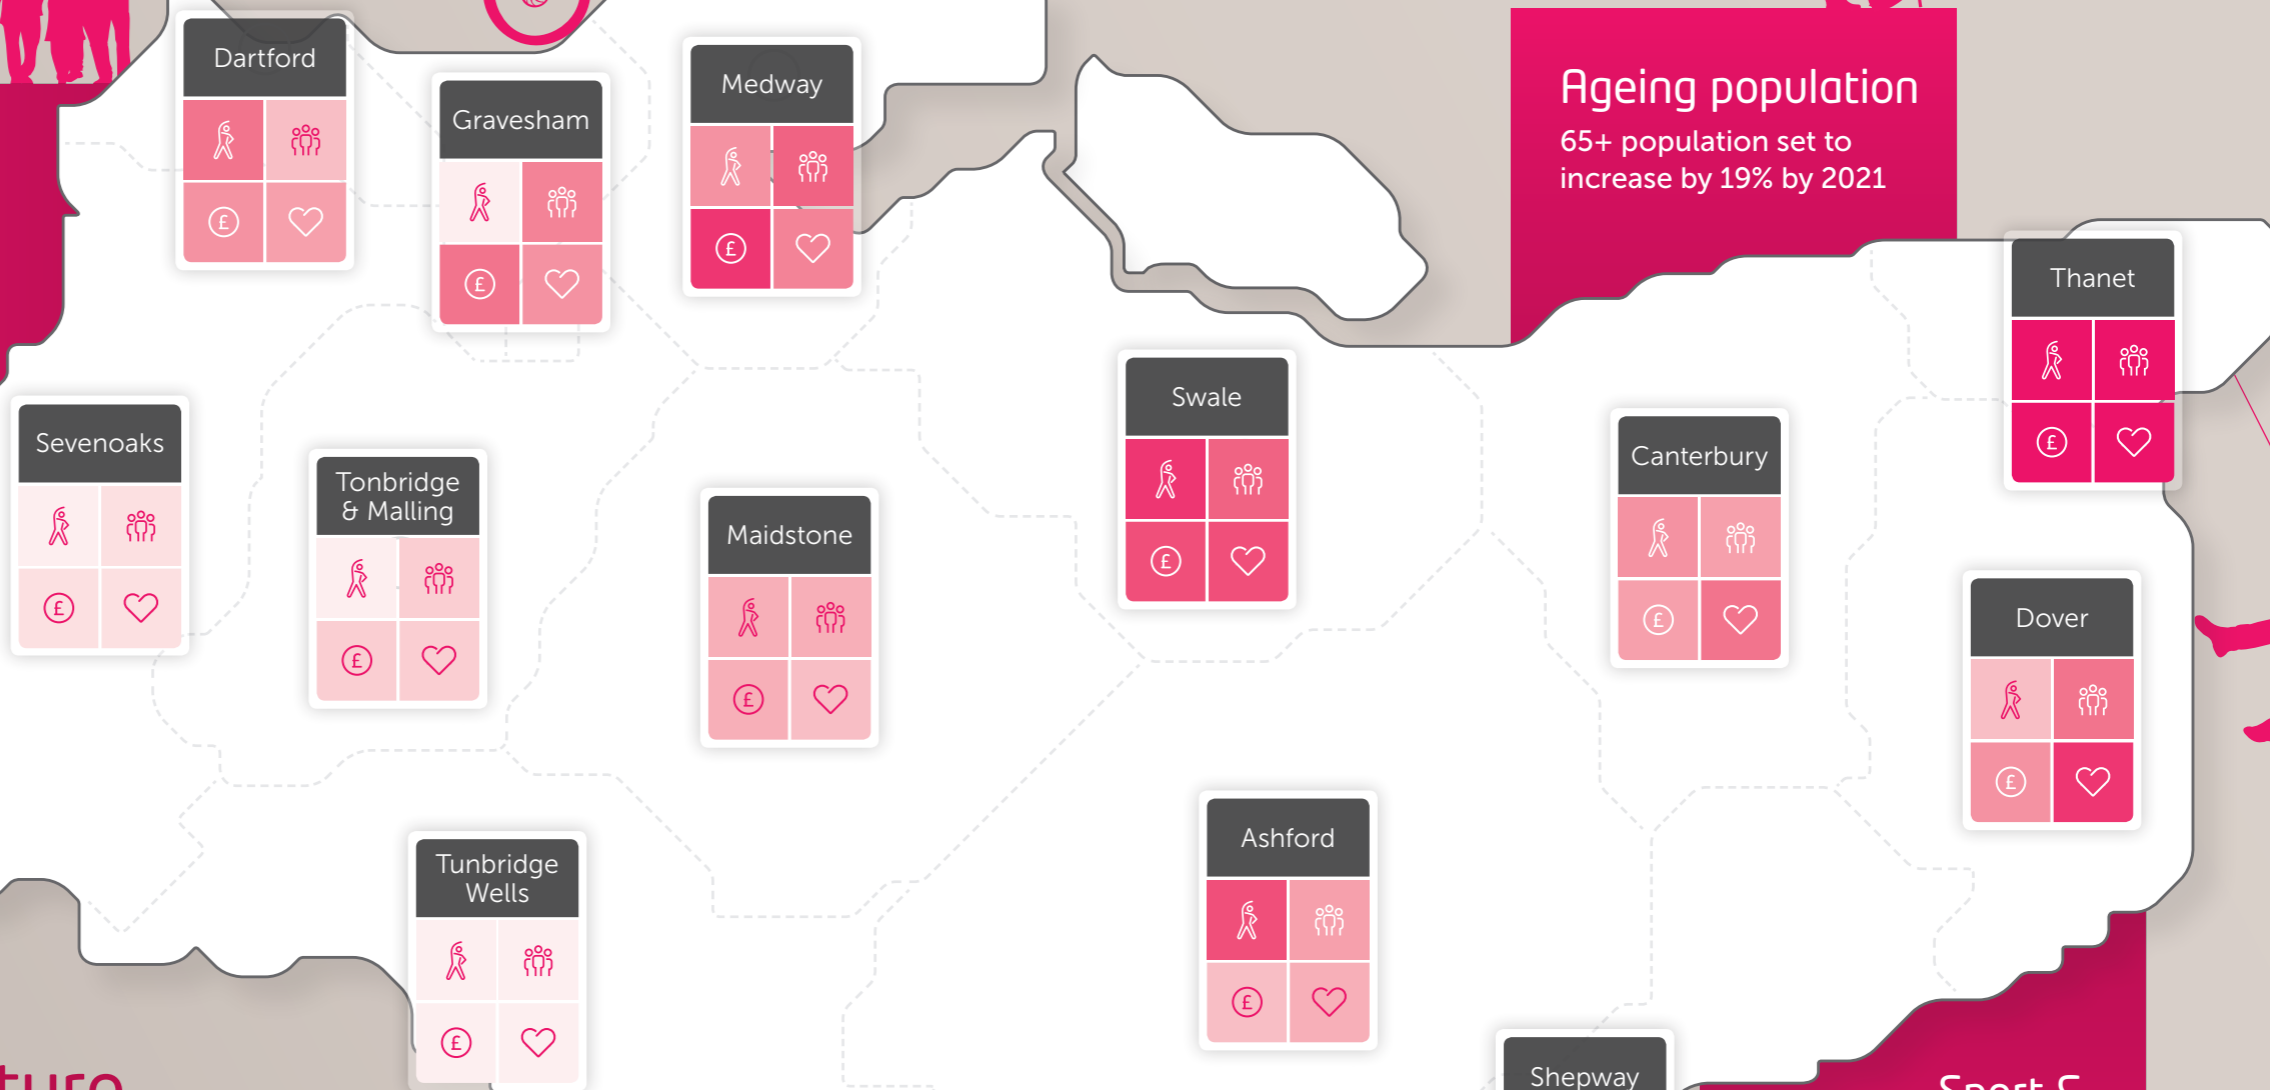 Dartford
Gravesham
Medway
Ageing population
65+ population set to
increase by 19% by 2021
Thanet
Sevenoaks
Tonbridge
& Malling
Maidstone
Swale
Canterbury
Dover
Tunbridge
Wells
Ashford
Shepway
£
£
£
£
£
£
£
£
£
£
£
£